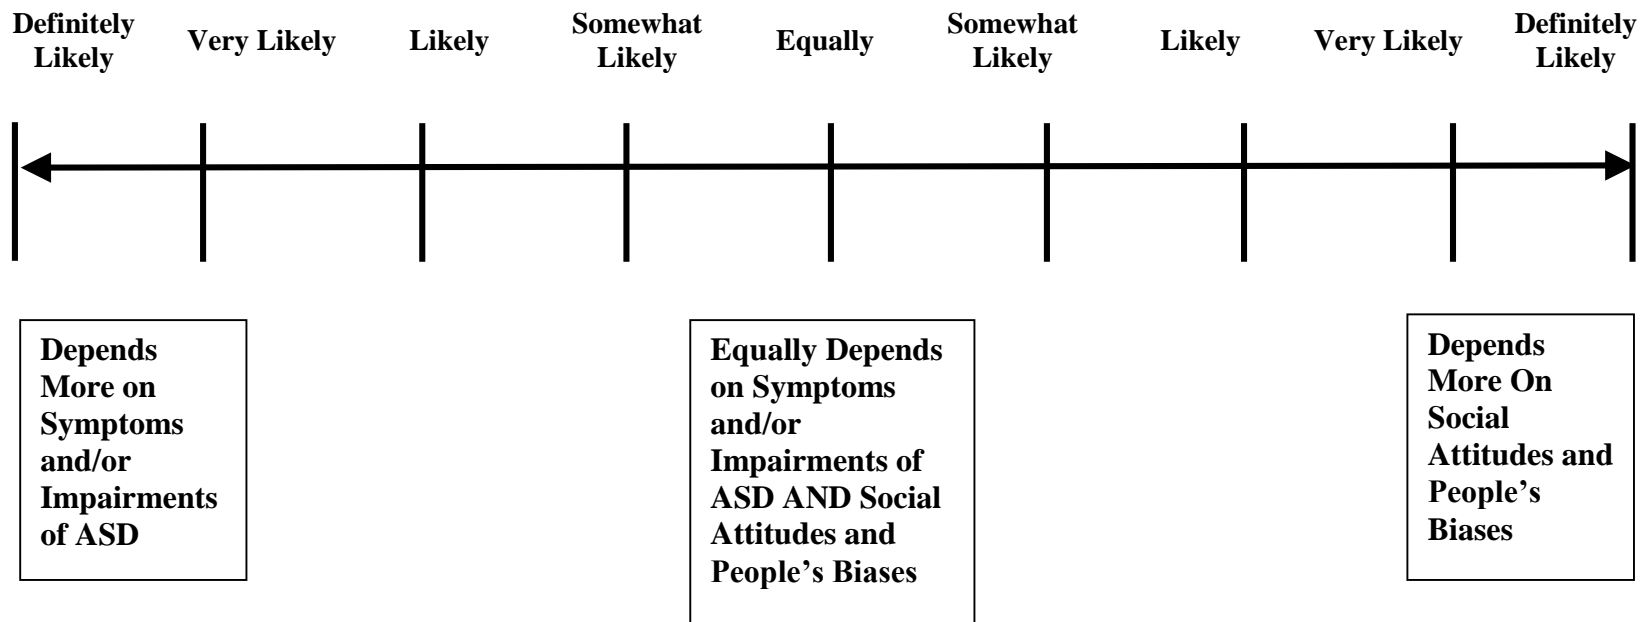 Definitely
Likely
Very Likely
Likely
Somewhat
Likely
Equally
Somewhat
Likely
Likely
Very Likely
Definitely
Likely
Depends
More on
Symptoms
and/or
Impairments
of ASD
Equally Depends
on Symptoms
and/or
Impairments of
ASD AND Social
Attitudes and
People’s Biases
Depends
More On
Social
Attitudes and
People’s
Biases